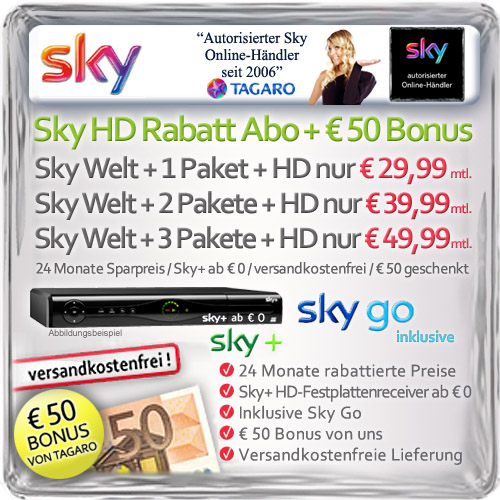 sky
“Autorisierter Sky
Online-Händler
seit 2006”
TAGARO
sky
autorisierter
Online-Händler
Sky HD Rabatt Abo + € 50 Bonus
Sky Welt + 1 Paket + HD nur € 29,99 mtl.
Sky Welt + 2 Pakete + HD nur € 39,99 mtl.
Sky Welt + 3 Pakete + HD nur € 49,99 mtl.
24 Monate Sparpreis / Sky+ ab € 0 / versandkostenfrei / € 50 geschenkt
sky+
sky+ ab € 0
Abbildungsbeispiel
sky go
inklusive
sky +
versandkostenfrei !
€ 50
BONUS
VON TAGARO
50
24 Monate rabattierte Preise
Sky+ HD-Festplattenreceiver ab € 0
Inklusive Sky Go
€ 50 Bonus von uns
Versandkostenfreie Lieferung